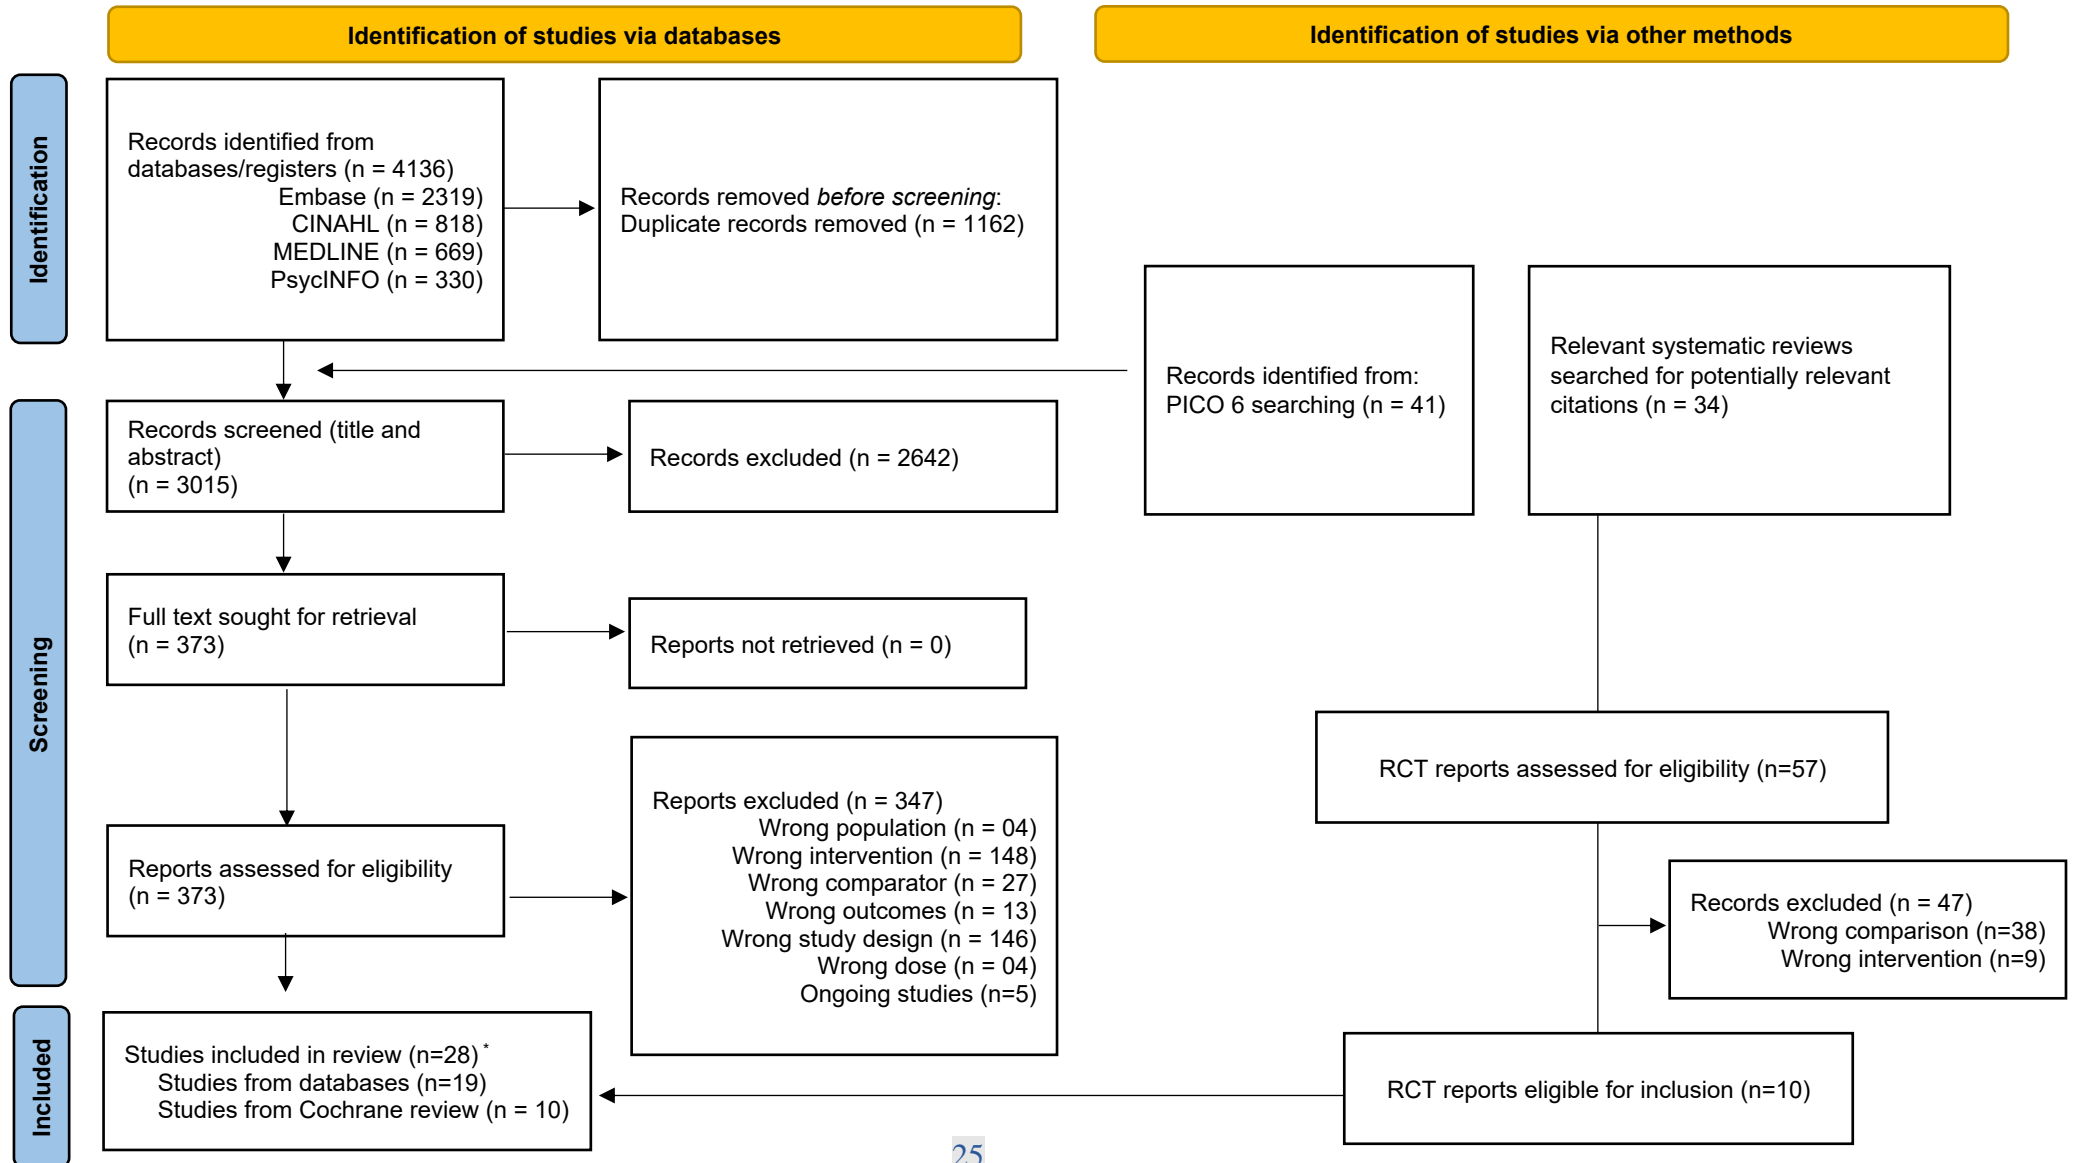 Identification of studies via databases
Identification of studies via other methods
Identification
Records identified from
databases/registers (n = 4136)
Embase (n = 2319)
CINAHL (n = 818)
MEDLINE (n = 669)
PsycINFO (n = 330)
Records removed before screening:
Duplicate records removed (n = 1162)
Records identified from:
PICO 6 searching (n = 41)
Relevant systematic reviews
searched for potentially relevant
citations (n = 34)
Screening
Records screened (title and
abstract)
(n = 3015)
Records excluded (n = 2642)
Full text sought for retrieval
(n = 373)
Reports not retrieved (n = 0)
RCT reports assessed for eligibility (n=57)
Reports assessed for eligibility
(n = 373)
Reports excluded (n = 347)
Wrong population (n = 04)
Wrong intervention (n = 148)
Wrong comparator (n = 27)
Wrong outcomes (n = 13)
Wrong study design (n = 146)
Wrong dose (n = 04)
Ongoing studies (n=5)
Records excluded (n = 47)
Wrong comparison (n=38)
Wrong intervention (n=9)
Included
Studies included in review (n=28) *
Studies from databases (n=19)
Studies from Cochrane review (n = 10)
RCT reports eligible for inclusion (n=10)
25